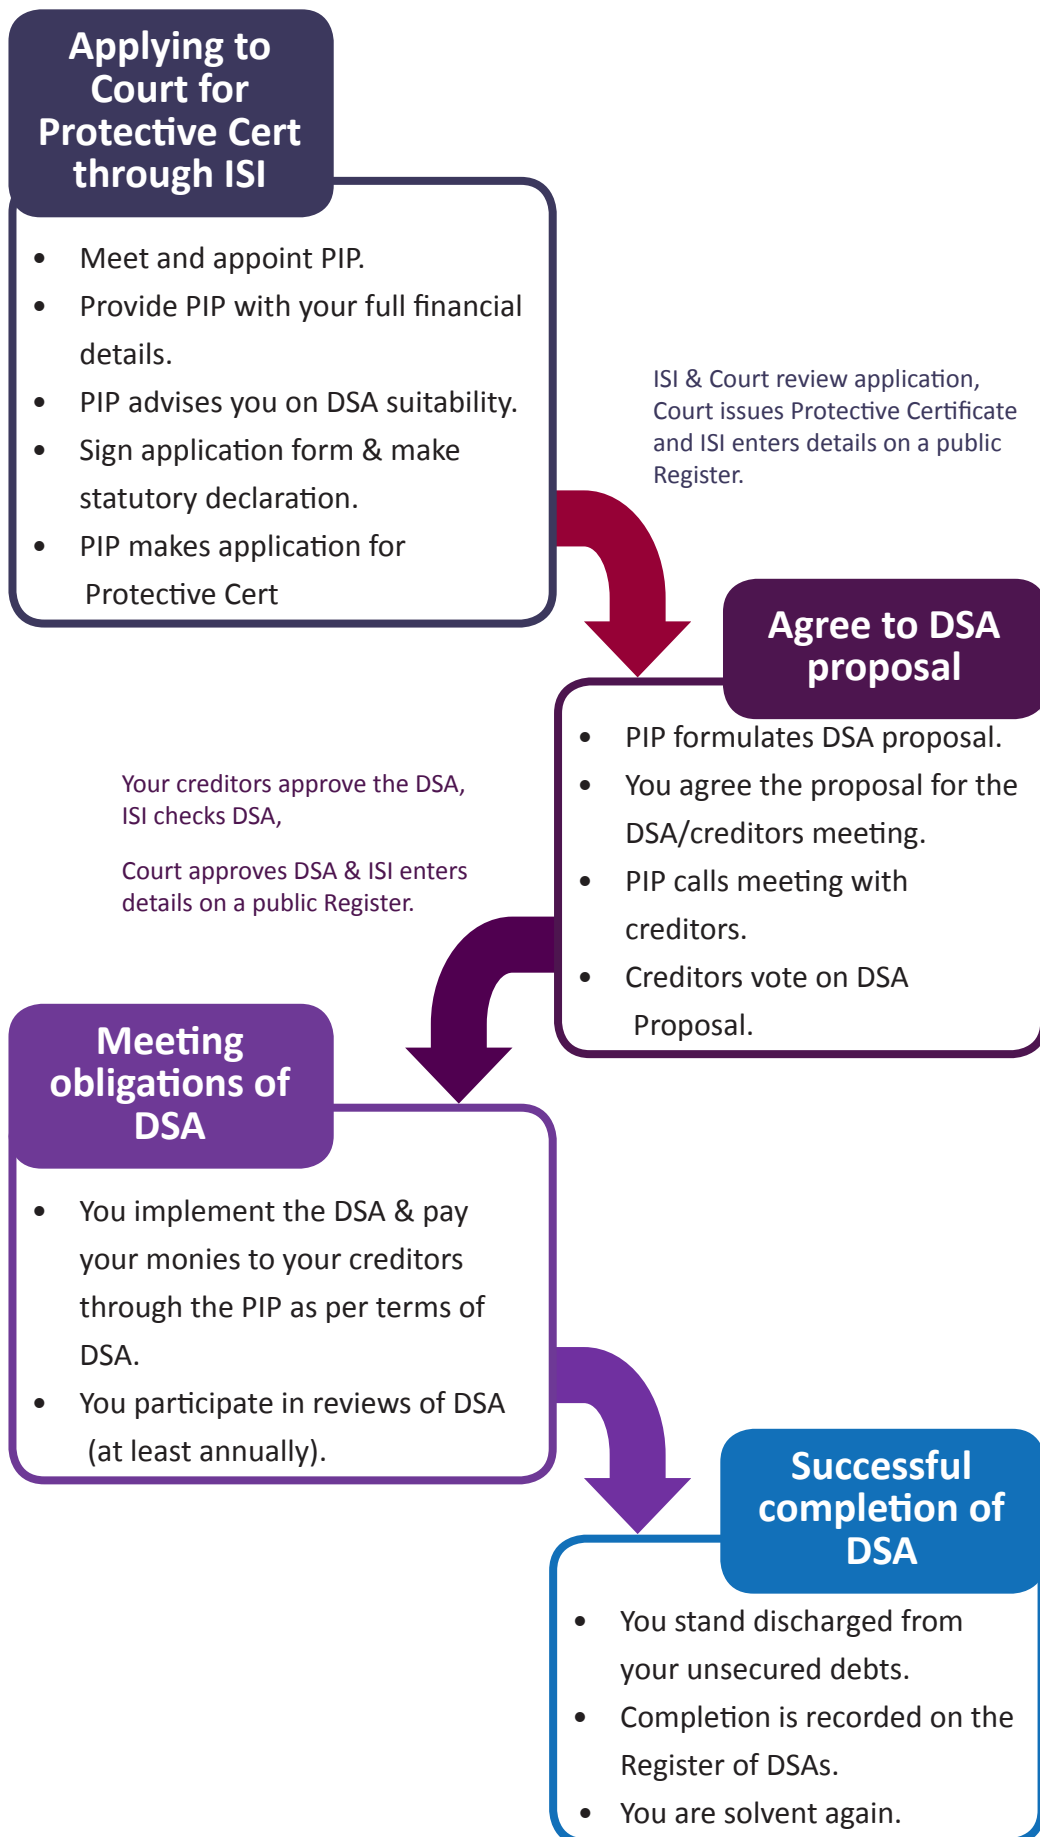 Applying to
Court for
Protective Cert
through ISI
• Meet and appoint PIP.
• Provide PIP with your full financial
details.
• PIP advises you on DSA suitability.
• Sign application form & make
statutory declaration.
• PIP makes application for
Protective Cert
ISI & Court review application,
Court issues Protective Certificate
and ISI enters details on a public
Register.
Agree to DSA
proposal
• PIP formulates DSA proposal.
• You agree the proposal for the
DSA/creditors meeting.
• PIP calls meeting with
creditors.
• Creditors vote on DSA
Proposal.
Your creditors approve the DSA,
ISI checks DSA,
Court approves DSA & ISI enters
details on a public Register.
Meeting
obligations of
DSA
• You implement the DSA & pay
your monies to your creditors
through the PIP as per terms of
DSA.
• You participate in reviews of DSA
(at least annually).
Successful
completion of
DSA
• You stand discharged from
your unsecured debts.
• Completion is recorded on the
Register of DSAs.
• You are solvent again.